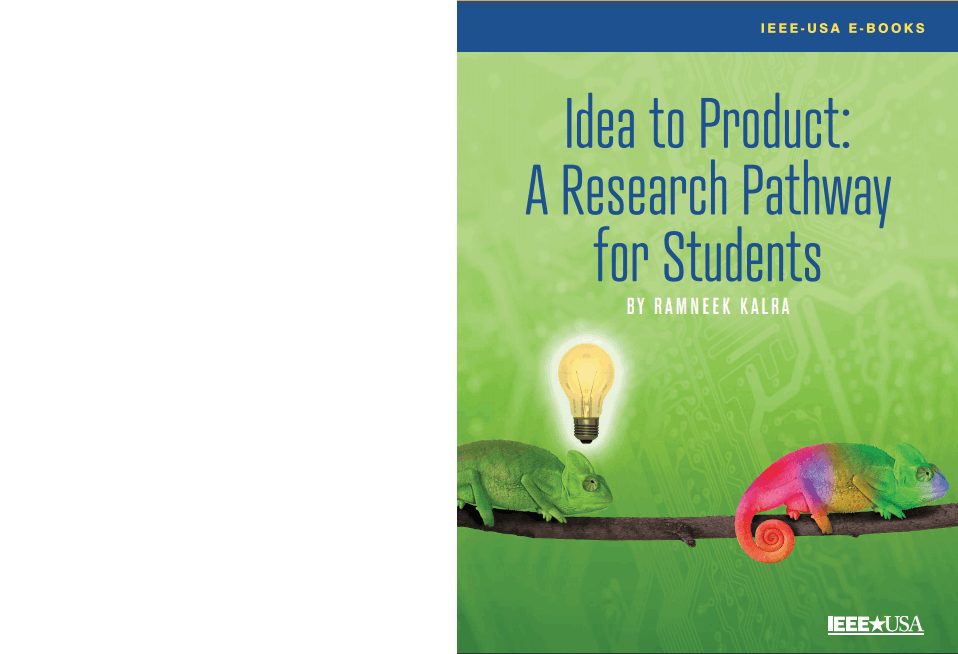 IEEE-USA E-BOOKS
Idea to Product:
A Research Pathway
for Students
BY RAMNEEK KALRA
IEEE★USA